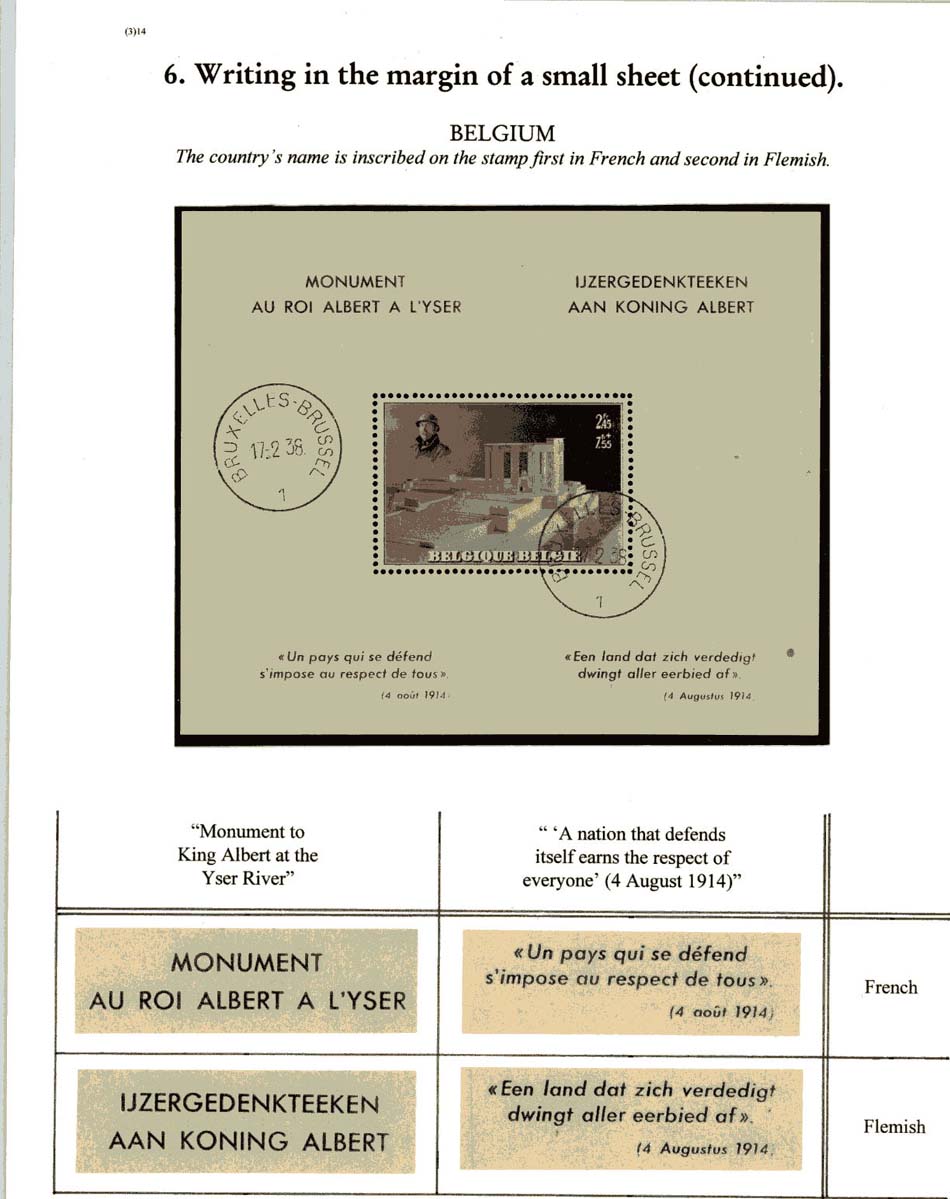 (3)14
6. Writing in the margin of a small sheet (continued).
BELGIUM
The country's name is inscribed on the stamp first in French and second in Flemish.
MONUMENT
AU ROI ALBERT A L'YSER
IJZERGEDENKTEEKEN
AAN KONING ALBERT
BRUXELLES-BRUSSEL
17-2 38.
1
2F45
+
7F55
BELGIQUE BELGIE
BRUXELLES-BRUSSEL
2 38
1
«Un pays qui se défend
s'impose au respect de tous».
(4 août 1914)
«Een land dat zich verdedigt
dwingt aller eerbied af».
(4 Augustus 1914.
"Monument to
King Albert at the
Yser River"
" 'A nation that defends
itself earns the respect of
everyone' (4 August 1914)"
MONUMENT
AU ROI ALBERT A L'YSER
«Un pays qui se défend
s'impose au respect de tous».
(4 août 1914)
French
IJZERGEDENKTEEKEN
AAN KONING ALBERT
«Een land dat zich verdedigt
dwingt aller eerbied af».
(4 Augustus 1914.
Flemish